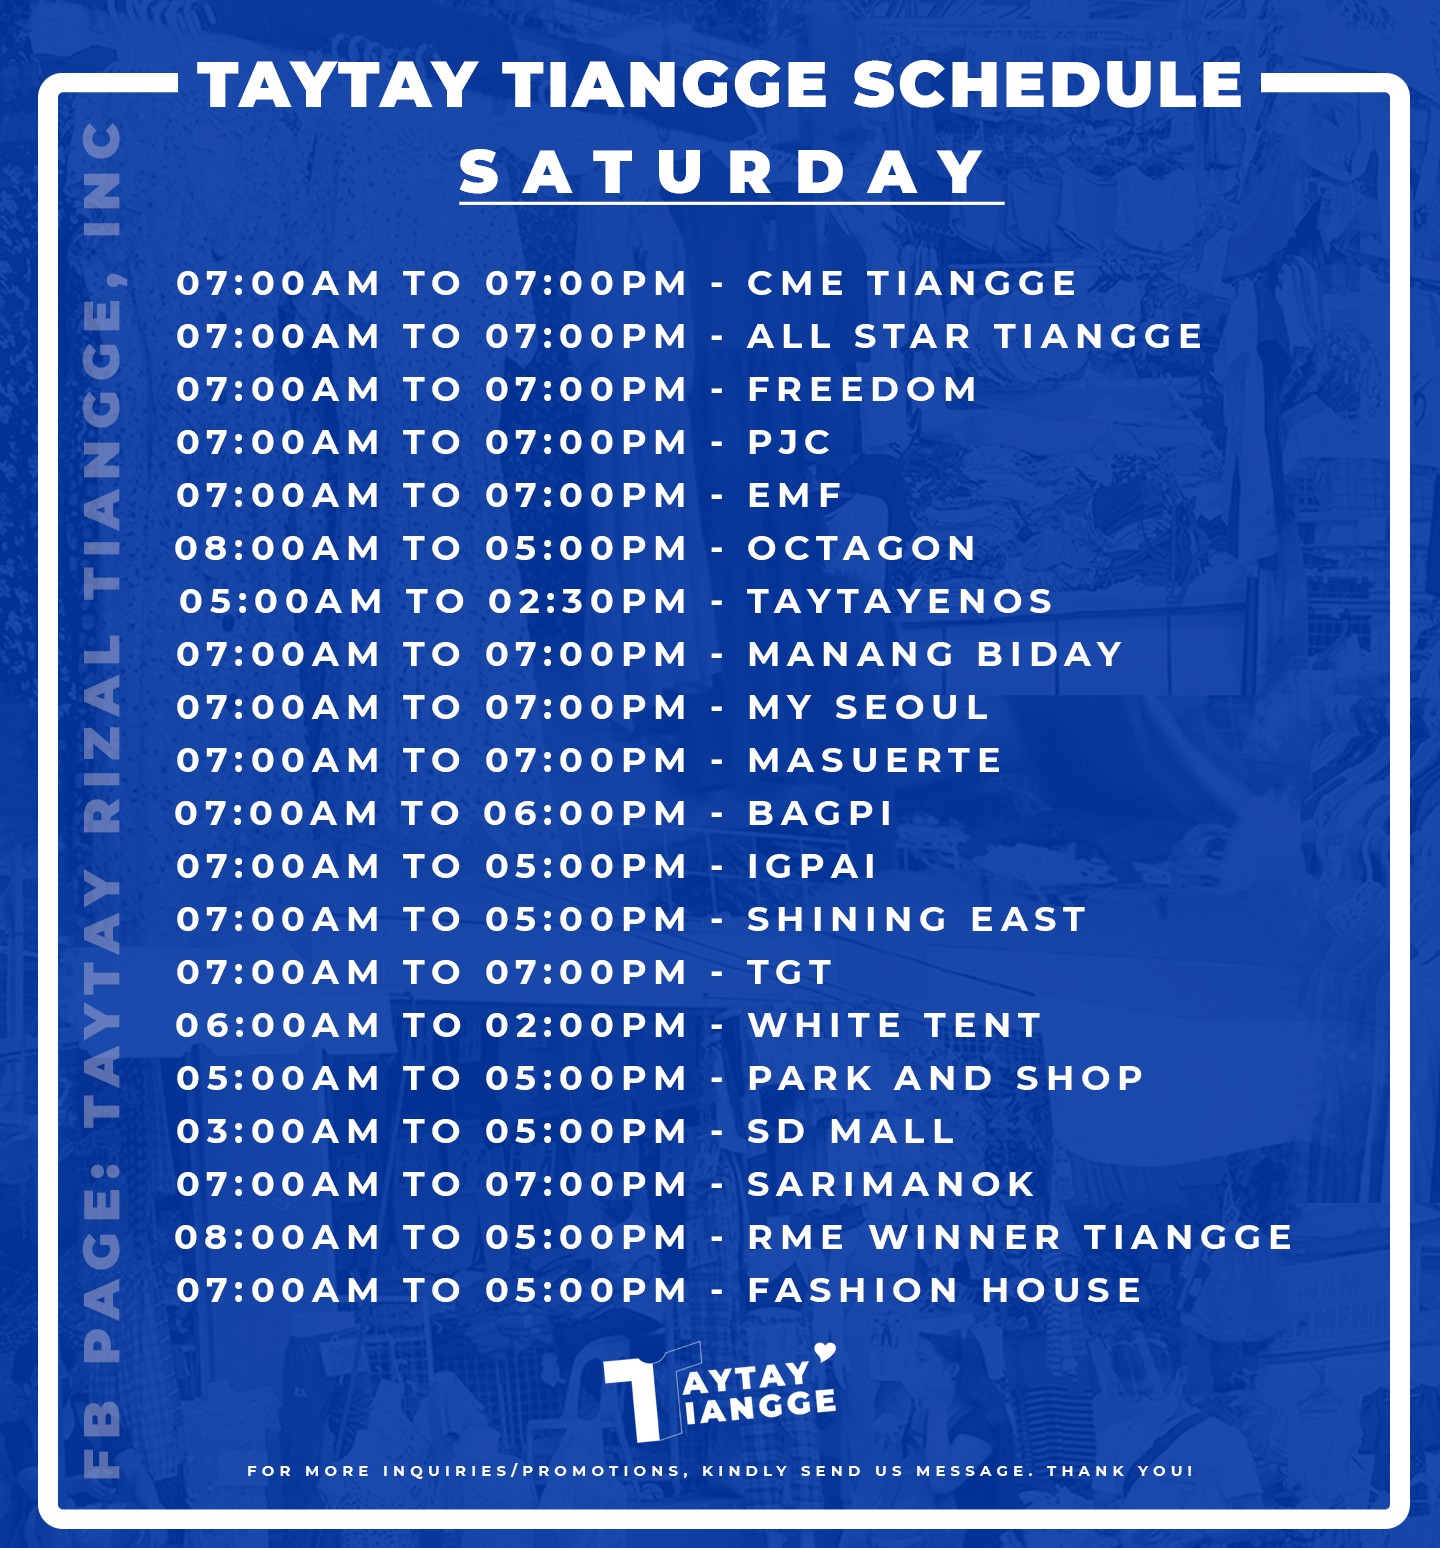 TAYTAY TIANGGE SCHEDULE
SATURDAY
07:00AM TO 07:00PM - CME TIANGGE
07:00AM TO 07:00PM - ALL STAR TIANGGE
07:00AM TO 07:00PM - FREEDOM
07:00AM TO 07:00PM - PJC
07:00AM TO 07:00PM - EMF
08:00AM TO 05:00PM - OCTAGON
05:00AM TO 02:30PM - TAYTAYENOS
07:00AM TO 07:00PM - MANANG BIDAY
07:00AM TO 07:00PM - MY SEOUL
07:00AM TO 07:00PM - MASUERTE
07:00AM TO 06:00PM - BAGPI
07:00AM TO 05:00PM - IGPAI
07:00AM TO 05:00PM - SHINING EAST
07:00AM TO 07:00PM - TGT
06:00AM TO 02:00PM - WHITE TENT
05:00AM TO 05:00PM - PARK AND SHOP
03:00AM TO 05:00PM - SD MALL
07:00AM TO 07:00PM - SARIMANOK
08:00AM TO 05:00PM - RME WINNER TIANGGE
07:00AM TO 05:00PM - FASHION HOUSE
TAYTAY
TIANGGE
FOR MORE INQUIRIES/PROMOTIONS, KINDLY SEND US MESSAGE. THANK YOU!
FB PAGE: TAYTAY RIZAL TIANGGE, INC